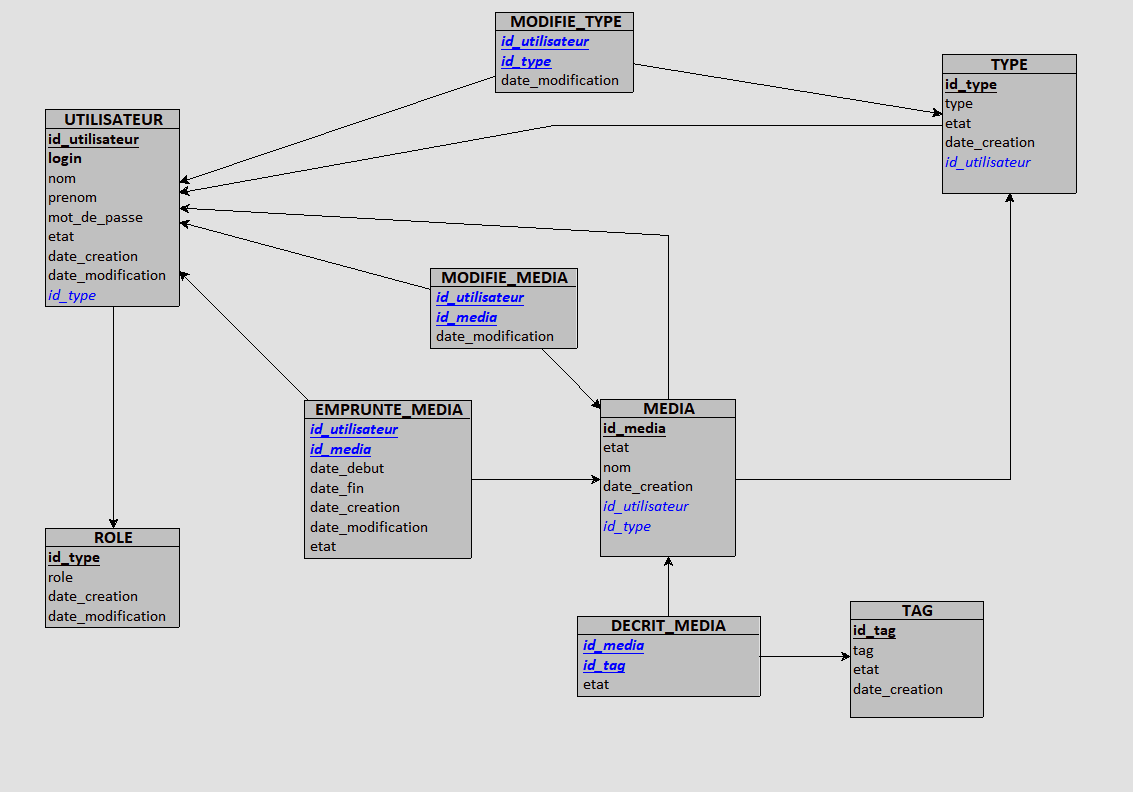 MODIFIE_TYPE
id_utilisateur
id_type
date_modification
TYPE
id_type
type
etat
date_creation
id_utilisateur
UTILISATEUR
id_utilisateur
login
nom
prenom
mot_de_passe
etat
date_creation
date_modification
id_type
MODIFIE_MEDIA
id_utilisateur
id_media
date_modification
EMPRUNTE_MEDIA
id_utilisateur
id_media
date_debut
date_fin
date_creation
date_modification
etat
MEDIA
id_media
etat
nom
date_creation
id_utilisateur
id_type
ROLE
id_type
role
date_creation
date_modification
DECRIT_MEDIA
id_media
id_tag
etat
TAG
id_tag
tag
etat
date_creation